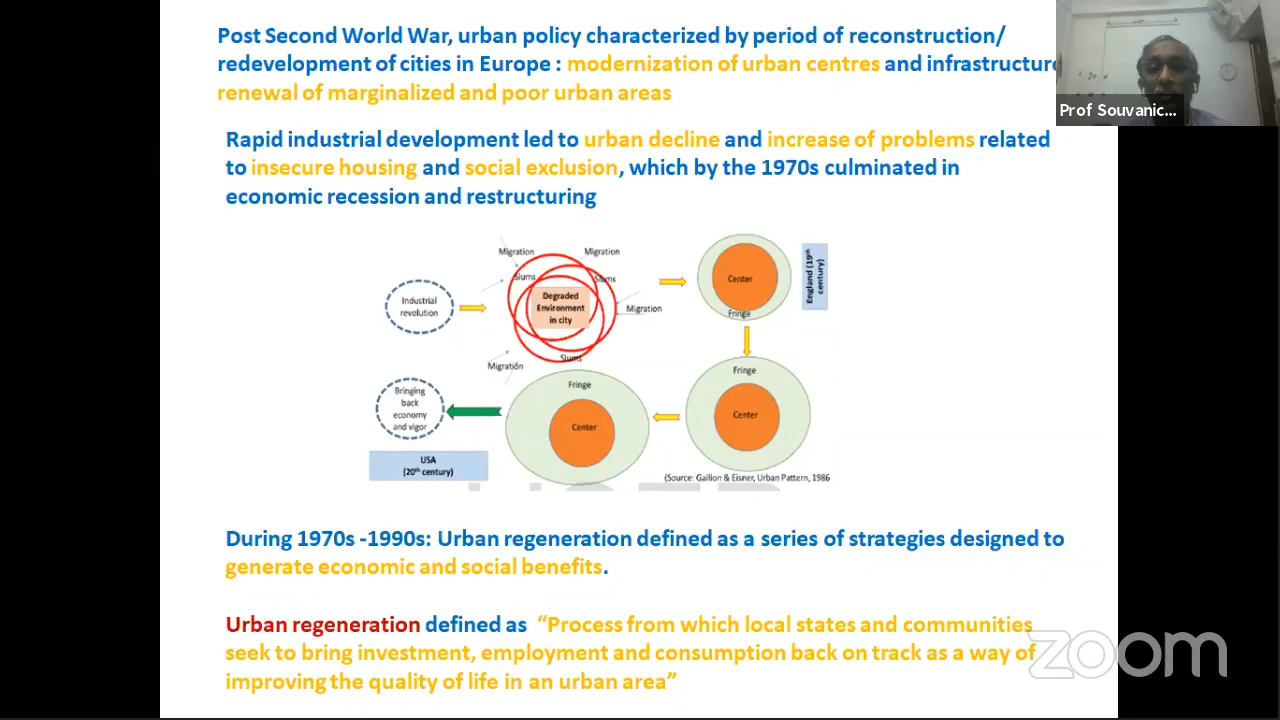 Post Second World War, urban policy characterized by period of reconstruction/
redevelopment of cities in Europe : modernization of urban centres and infrastructure
renewal of marginalized and poor urban areas
Prof Souvanic...
Rapid industrial development led to urban decline and increase of problems related
to insecure housing and social exclusion, which by the 1970s culminated in
economic recession and restructuring
Industrial
revolution
Migration
Migration
Slums
Slums
Degraded
Environment
in city
Migration
Slums
Migration
Center
Fringe
England (19th
century)
Fringe
Center
Fringe
Center
Bringing
back
economy
and vigor
USA
(20th century)
(Source: Gallion & Eisner, Urban Pattern, 1986
During 1970s -1990s: Urban regeneration defined as a series of strategies designed to
generate economic and social benefits.
Urban regeneration defined as “Process from which local states and communities
seek to bring investment, employment and consumption back on track as a way of
improving the quality of life in an urban area”
zoom